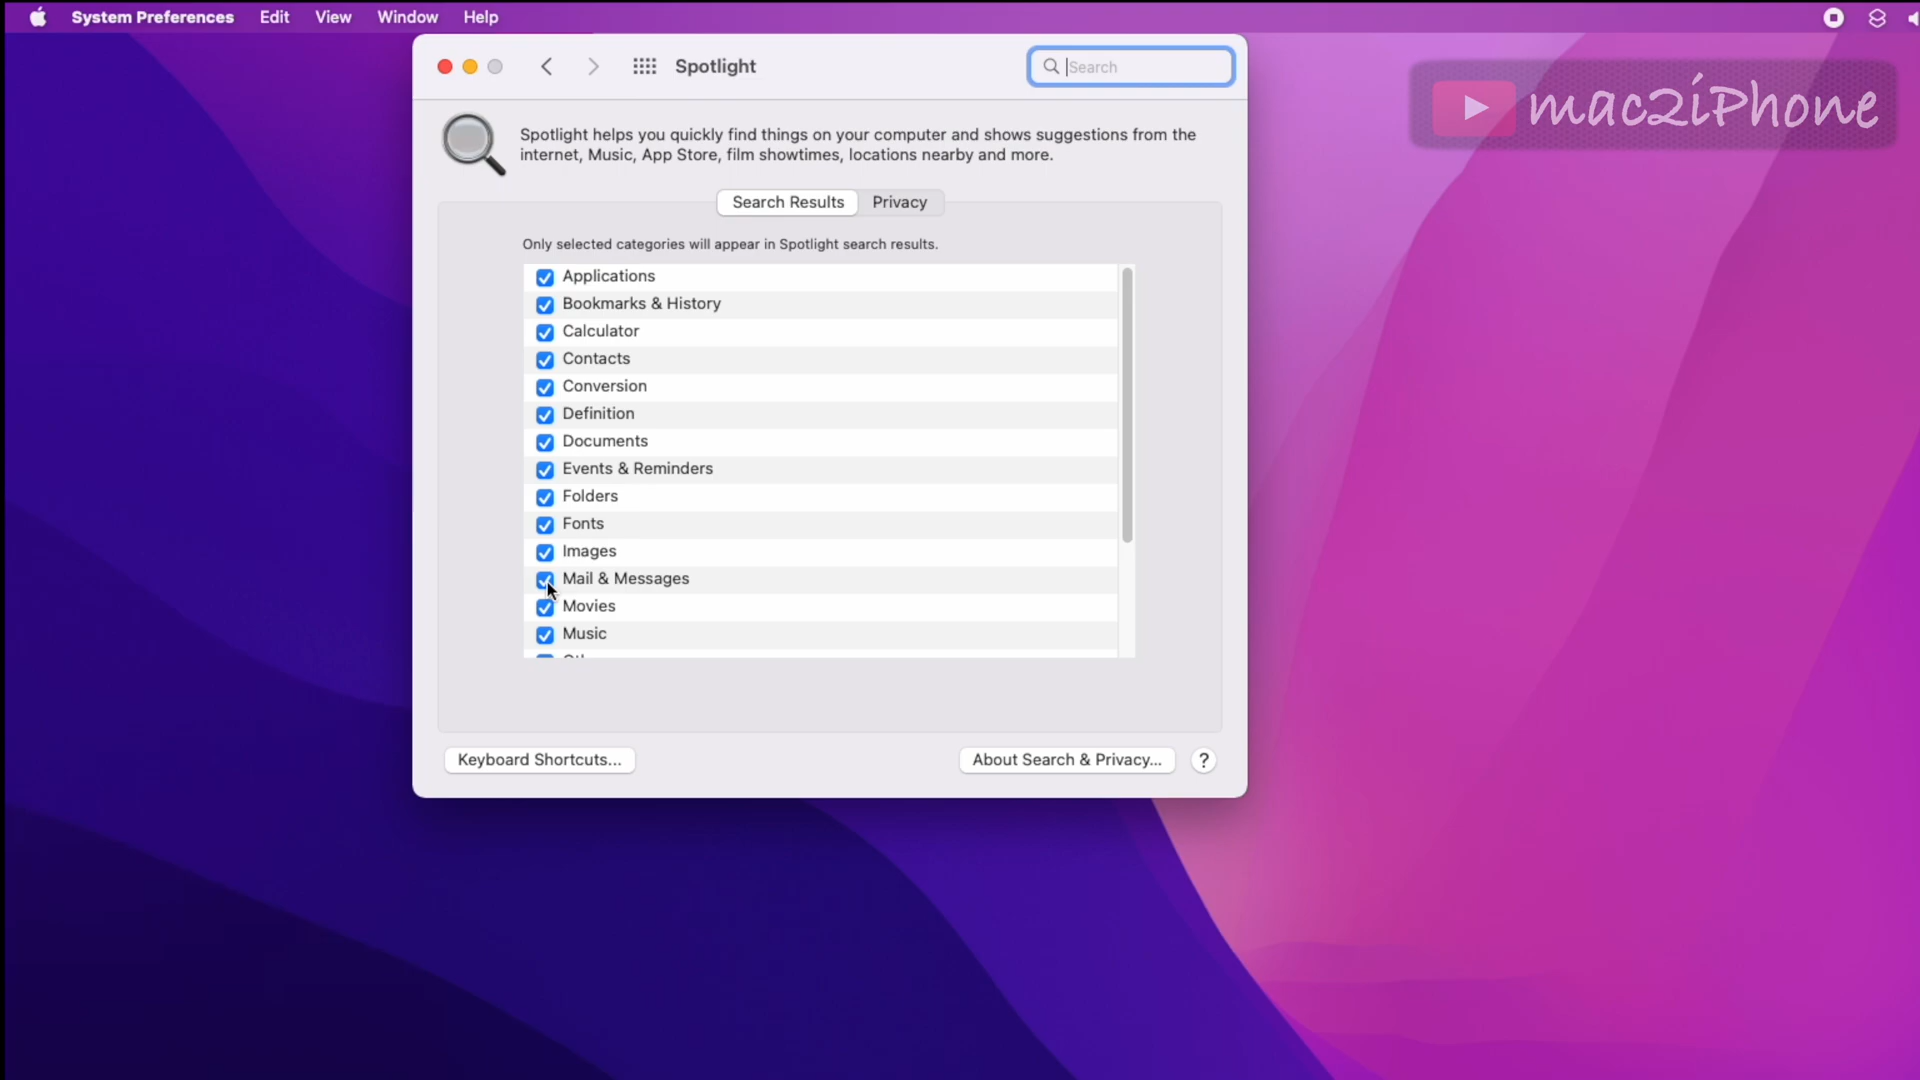 System Preferences Edit View Window Help
Spotlight
Search
mac2iPhone
Spotlight helps you quickly find things on your computer and shows suggestions from the
internet, Music, App Store, film showtimes, locations nearby and more.
Search Results Privacy
Only selected categories will appear in Spotlight search results.
Applications
Bookmarks & History
Calculator
Contacts
Conversion
Definition
Documents
Events & Reminders
Folders
Fonts
Images
Mail & Messages
Movies
Music
Keyboard Shortcuts...
About Search & Privacy...
?